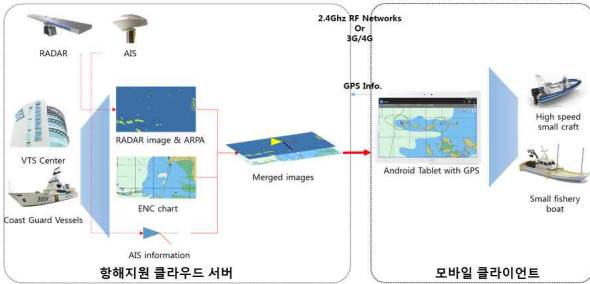 2.4Ghz RF Networks
Or
3G/4G
RADAR
AIS
GPS Info.
VTS Center
RADAR image & ARPA
Merged images
Android Tablet with GPS
High speed
small craft
Coast Guard Vessels
ENC chart
Small fishery
boat
AIS information
항해지원 클라우드 서버
모바일 클라이언트